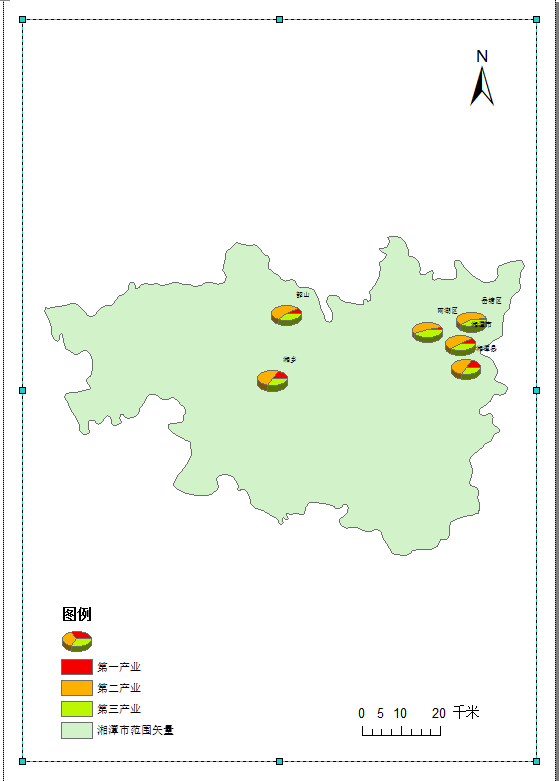 N
韶山
岳塘区
雨湖区
湘潭市
湘潭县
湘乡
图例
第一产业
第二产业
第三产业
湘潭市范围矢量
0 5 10 20 千米